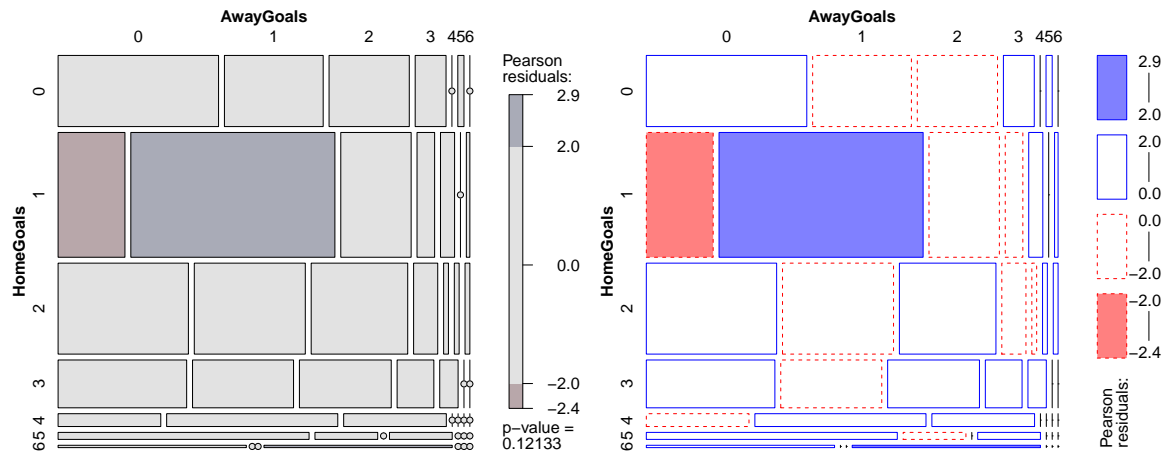 AwayGoals
0 1 2 3 456
HomeGoals
0
1
2
3
4
65
Pearson
residuals:
2.9
2.0
0.0
−2.0
−2.4
p−value =
0.12133
AwayGoals
0 1 2 3 456
HomeGoals
0
1
2
3
4
65
2.9
2.0
2.0
0.0
0.0
−2.0
−2.0
−2.4
Pearson
residuals: